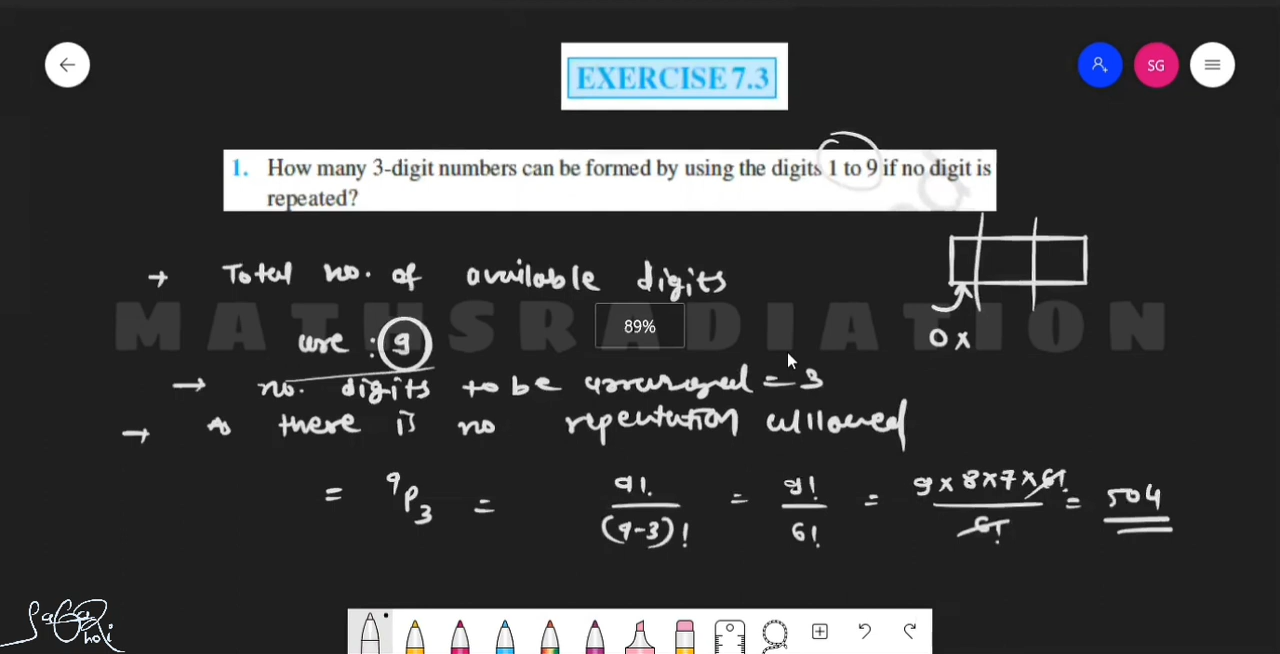 SG
EXERCISE 7.3
1. How many 3-digit numbers can be formed by using the digits 1 to 9 if no digit is
repeated?
→ Total no. of available digits
MATHSRADIATION
89%
are : 9
0 x
→ no. digits to be arranged = 3
→ As there is no repentation allowed
= ⁹P₃ = 9!/(9-3)! = 9!/6! = 9×8×7×6!/6! = 504